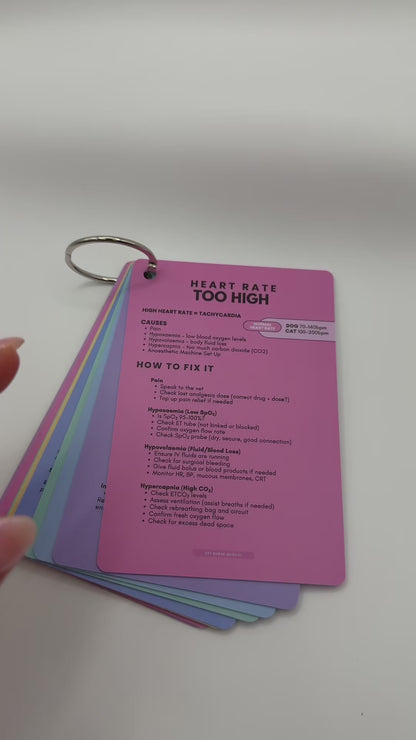 HEART RATE
TOO HIGH
HIGH HEART RATE = TACHYCARDIA
NORMAL HEART RATE
DOG 70-140bpm
CAT 100-200bpm
CAUSES
• Pain
• Hypoxaemia - low blood oxygen levels
• Hypovolaemia - body fluid loss
• Hypercapnia - too much carbon dioxide (CO2)
• Anaesthetic Machine Set Up
HOW TO FIX IT
Pain
• Speak to the vet
• Check last analgesia dose (correct drug + dose?)
• Top up pain relief if needed
Hypoxaemia (Low SpO₂)
• Is SpO₂ 95-100%?
• Check ET tube (not kinked or blocked)
• Confirm oxygen flow rate
• Check SpO₂ probe (dry, secure, good connection)
Hypovolaemia (Fluid/Blood Loss)
• Ensure IV fluids are running
• Check for surgical bleeding
• Give fluid bolus or blood products if needed
• Monitor HR, BP, mucous membranes, CRT
Hypercapnia (High CO₂)
• Check ETCO₂ levels
• Assess ventilation (assist breaths if needed)
• Check rebreathing bag and circuit
• Confirm fresh oxygen flow
• Check for excess dead space